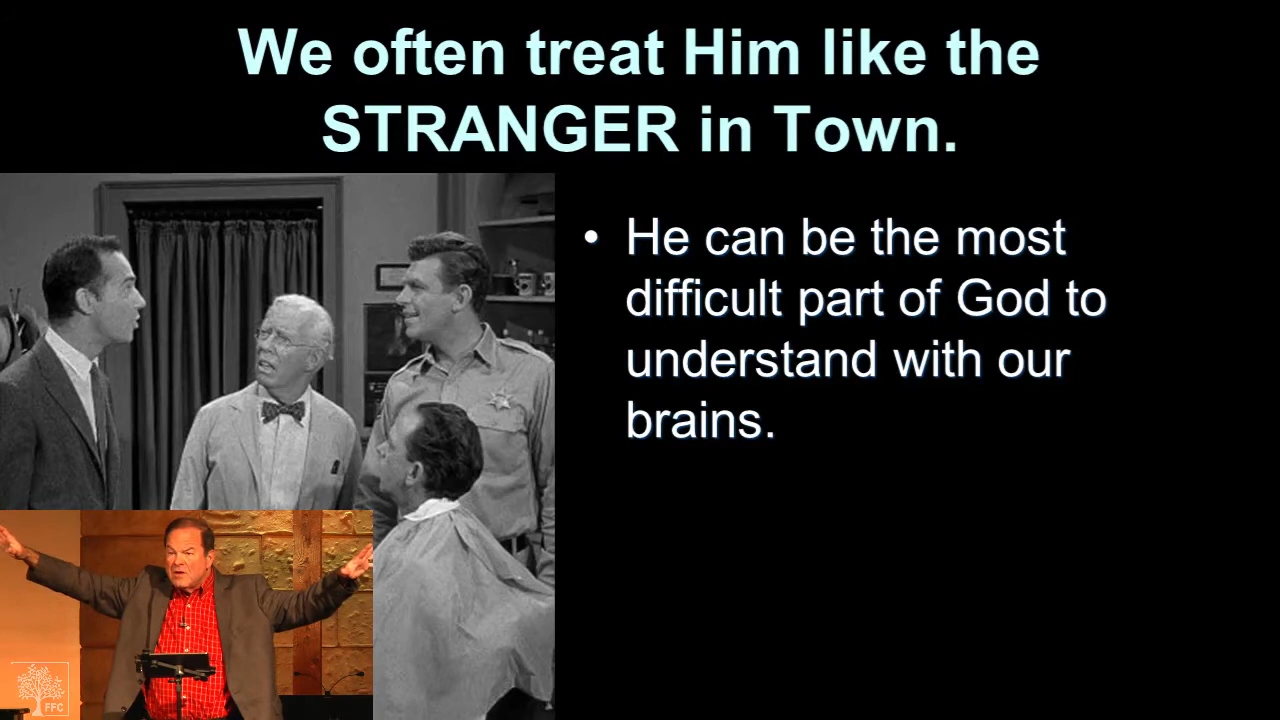 We often treat Him like the
STRANGER in Town.
• He can be the most
difficult part of God to
understand with our
brains.
FFC